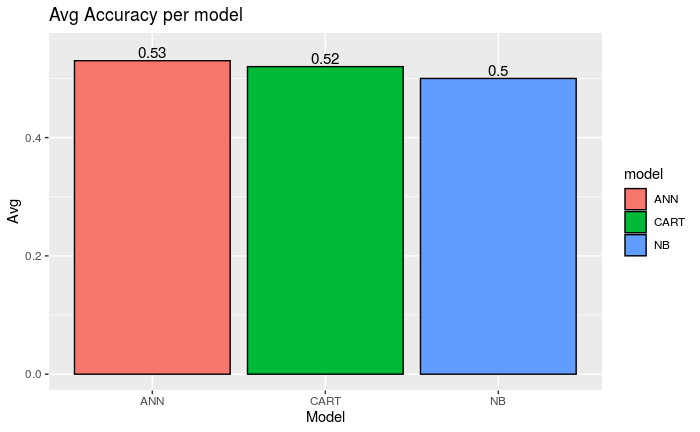 Avg Accuracy per model
0.53
0.52
0.5
0.4
0.2
0.0
Avg
ANN
CART
NB
Model
model
ANN
CART
NB